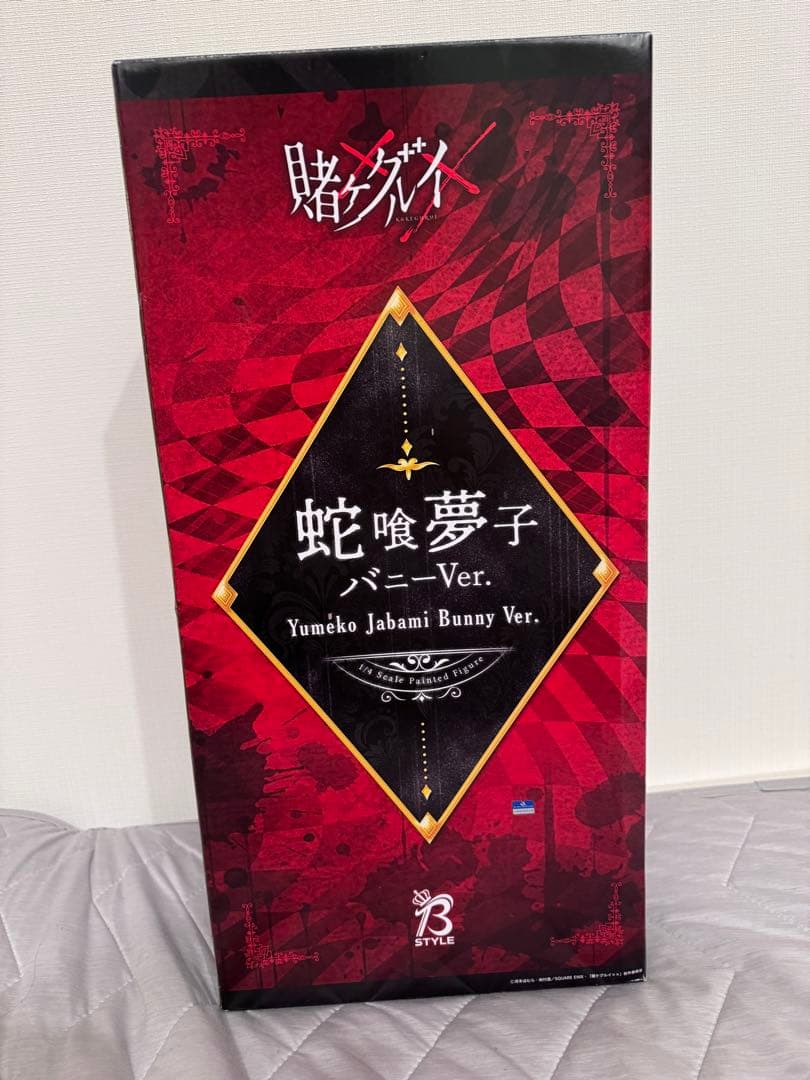 賭ケグルイ××
KAKEGURUI
蛇喰夢子
バニーVer.
Yumeko Jabami Bunny Ver.
1/4 Scale Painted Figure
B
STYLE